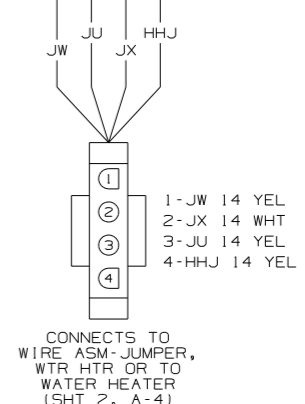 JU HHJ
JW JX
1
2
3
4
1-JW 14 YEL
2-JX 14 WHT
3-JU 14 YEL
4-HHJ 14 YEL
CONNECTS TO
WIRE ASM-JUMPER,
WTR HTR OR TO
WATER HEATER
(SHT 2, A-4)